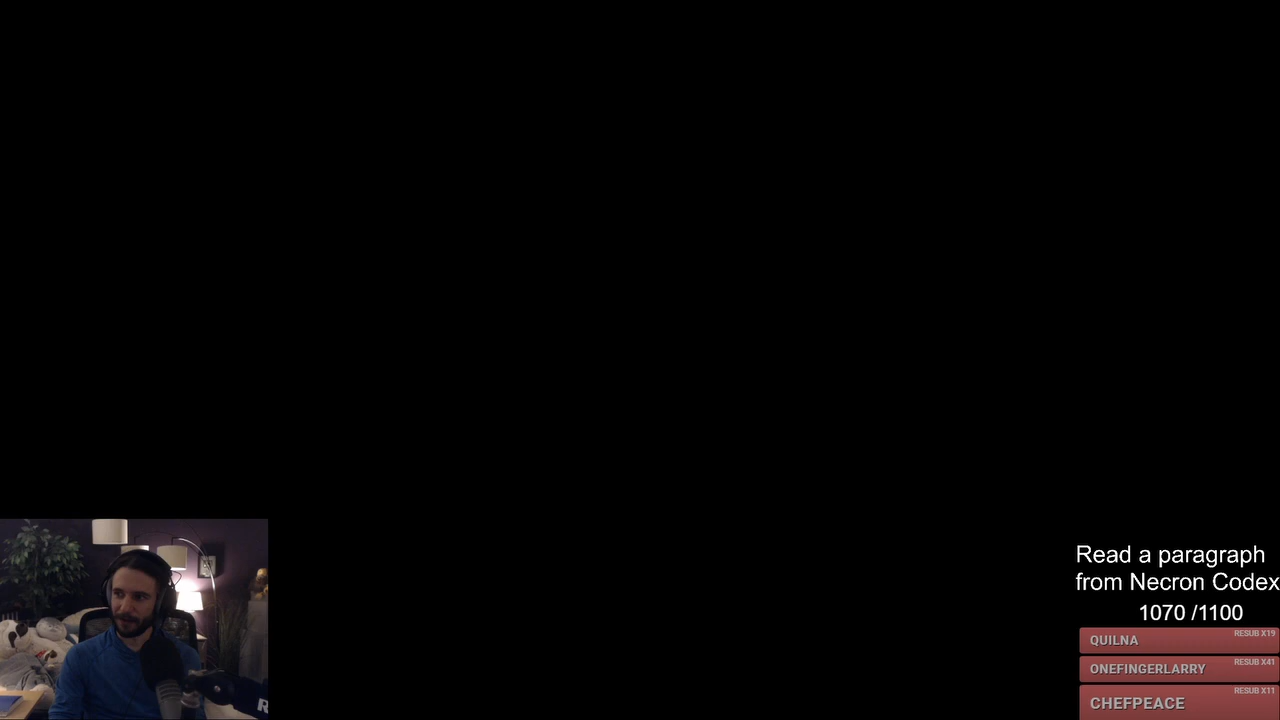 Read a paragraph
from Necron Codex
1070 /1100
QUILNA RESUB X19
ONEFINGERLARRY RESUB X41
CHEFPEACE RESUB X11
R